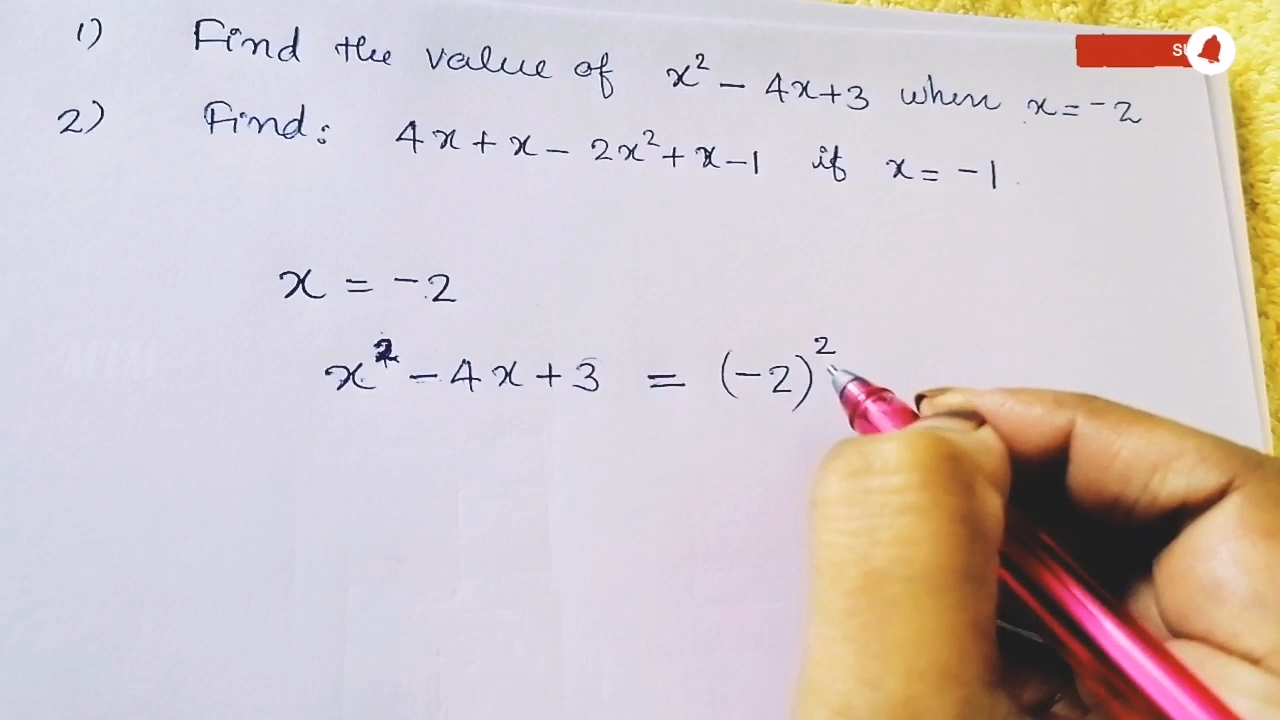 1) Find the value of x² - 4x+3 when x = -2
2) Find: 4x + x - 2x² + x - 1 if x = -1
x = -2
x² - 4x + 3 = (-2)²